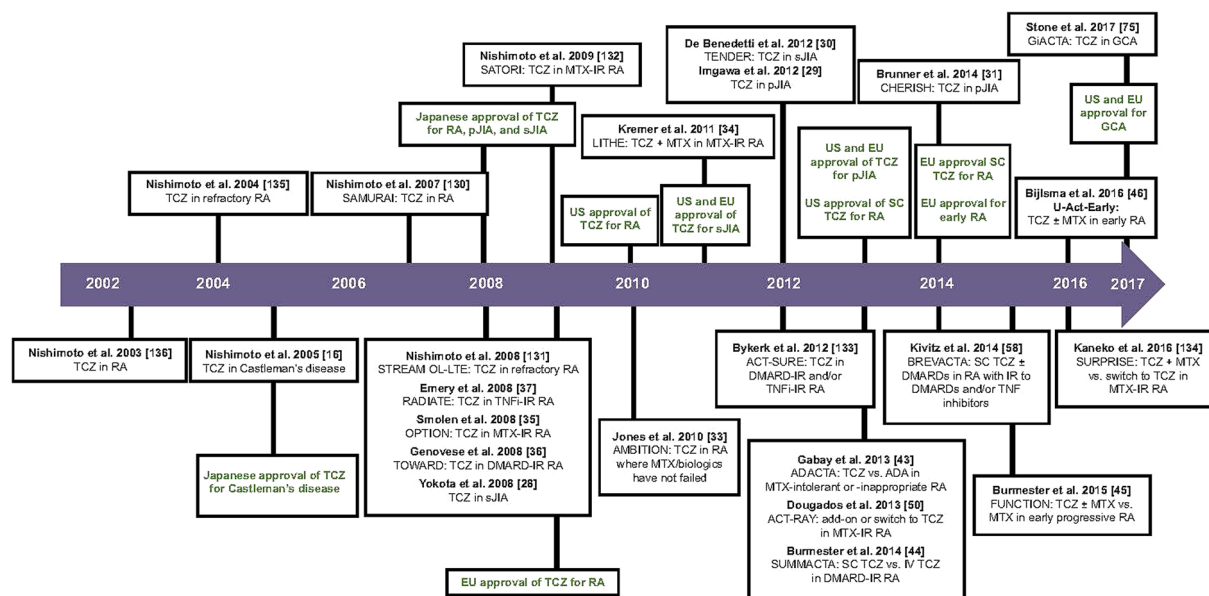 Stone et al. 2017 [75]
GiACTA: TCZ in GCA
De Benedetti et al. 2012 [30]
TENDER: TCZ in sJIA
Imgawa et al. 2012 [29]
TCZ in pJIA
Nishimoto et al. 2009 [132]
SATORI: TCZ in MTX-IR RA
Brunner et al. 2014 [31]
CHERISH: TCZ in pJIA
US and EU
approval for
GCA
Japanese approval of TCZ
for RA, pJIA, and sJIA
Kremer et al. 2011 [34]
LITHE: TCZ + MTX in MTX-IR RA
US and EU
approval of TCZ
for pJIA
US approval of SC
TCZ for RA
EU approval SC
TCZ for RA
EU approval for
early RA
Nishimoto et al. 2004 [135]
TCZ in refractory RA
Nishimoto et al. 2007 [130]
SAMURAI: TCZ in RA
US approval of
TCZ for RA
US and EU
approval of
TCZ for sJIA
Bijlsma et al. 2016 [46]
U-Act-Early:
TCZ ± MTX in early RA
2002
2004
2006
2008
2010
2012
2014
2016
2017
Nishimoto et al. 2003 [136]
TCZ in RA
Nishimoto et al. 2005 [16]
TCZ in Castleman's disease
Japanese approval of TCZ
for Castleman's disease
Nishimoto et al. 2008 [131]
STREAM OL-LTE: TCZ in refractory RA
Emery et al. 2008 [37]
RADIATE: TCZ in TNFi-IR RA
Smolen et al. 2008 [35]
OPTION: TCZ in MTX-IR RA
Genovese et al. 2008 [36]
TOWARD: TCZ in DMARD-IR RA
Yokota et al. 2008 [28]
TCZ in sJIA
EU approval of TCZ for RA
Jones et al. 2010 [33]
AMBITION: TCZ in RA
where MTX/biologics
have not failed
Bykerk et al. 2012 [133]
ACT-SURE: TCZ in
DMARD-IR and/or
TNFi-IR RA
Gabay et al. 2013 [43]
ADACTA: TCZ vs. ADA in
MTX-intolerant or -inappropriate RA
Dougados et al. 2013 [50]
ACT-RAY: add-on or switch to TCZ
in MTX-IR RA
Burmester et al. 2014 [44]
SUMMACTA: SC TCZ vs. IV TCZ
in DMARD-IR RA
Kivitz et al. 2014 [58]
BREVACTA: SC TCZ ±
DMARDs in RA with IR to
DMARDs and/or TNF
inhibitors
Burmester et al. 2015 [45]
FUNCTION: TCZ ± MTX vs.
MTX in early progressive RA
Kaneko et al. 2016 [134]
SURPRISE: TCZ + MTX
vs. switch to TCZ in
MTX-IR RA